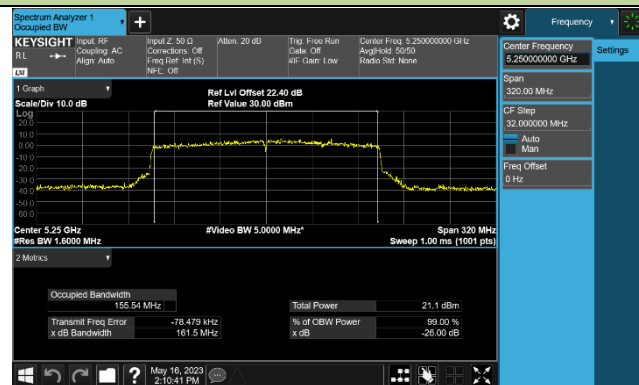 Spectrum Analyzer 1
Occupied BW
Frequency
KEYSIGHT
Input: RF
Coupling: AC
Align: Auto
Input Z: 50 Ω
Corrections: Off
Freq Ref: Int (S)
NFE: Off
Atten: 20 dB
Trig: Free Run
Gate: Off
#IF Gain: Low
Center Freq: 5.250000000 GHz
Avg|Hold: 50/50
Radio Std: None
RL
LXI
Center Frequency
5.250000000 GHz
Settings
Span
320.00 MHz
CF Step
32.000000 MHz
Auto
Man
Freq Offset
0 Hz
1 Graph
Scale/Div 10.0 dB
Ref Lvl Offset 22.40 dB
Ref Value 30.00 dBm
Log
20.0
10.0
0.00
-10.0
-20.0
-30.0
-40.0
-50.0
-60.0
Center 5.25 GHz
#Video BW 5.0000 MHz*
Span 320 MHz
#Res BW 1.6000 MHz
Sweep 1.00 ms (1001 pts)
2 Metrics
Occupied Bandwidth
155.54 MHz
Total Power
21.1 dBm
Transmit Freq Error
-78.479 kHz
% of OBW Power
99.00 %
x dB Bandwidth
161.5 MHz
x dB
-26.00 dB
May 16, 2023
2:10:41 PM